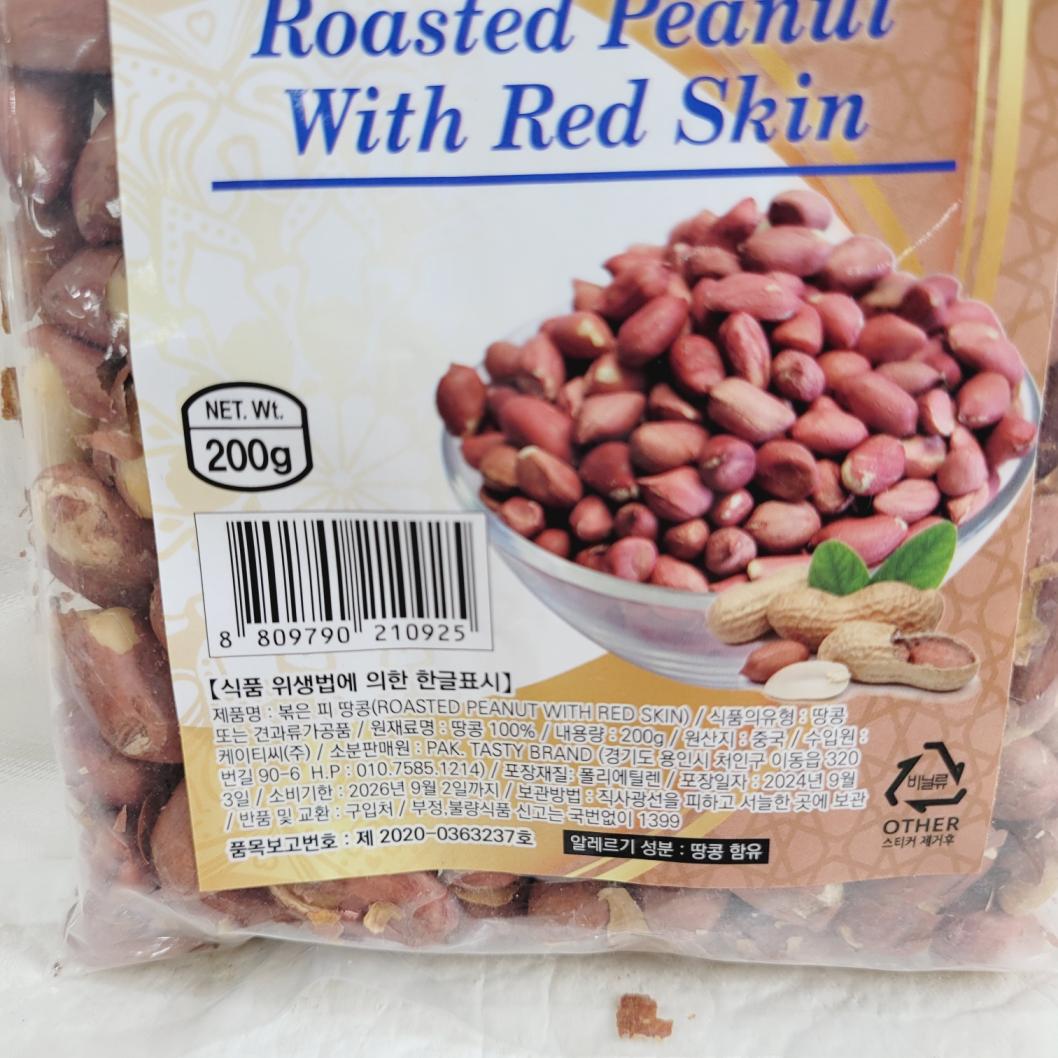 Roasted Peanut
With Red Skin
NET. Wt.
200g
8 809790 210925
【식품 위생법에 의한 한글표시】
제품명 : 볶은 피 땅콩(ROASTED PEANUT WITH RED SKIN) / 식품의유형 : 땅콩
또는 견과류가공품 / 원재료명 : 땅콩 100% / 내용량 : 200g / 원산지 : 중국 / 수입원 :
케이티씨(주) / 소분판매원 : PAK. TASTY BRAND (경기도 용인시 처인구 이동읍 320
번길 90-6 H.P : 010.7585.1214) / 포장재질: 폴리에틸렌 / 포장일자 : 2024년 9월
3일 / 소비기한 : 2026년 9월 2일까지 / 보관방법 : 직사광선을 피하고 서늘한 곳에 보관
/ 반품 및 교환 : 구입처 / 부정,불량식품 신고는 국번없이 1399
품목보고번호 : 제 2020-0363237호
알레르기 성분 : 땅콩 함유
비닐류
OTHER
스티커 제거후